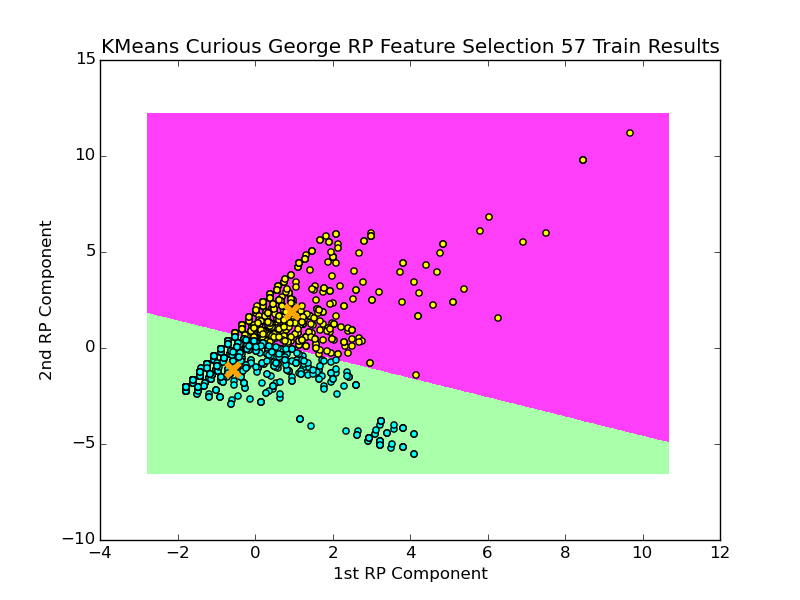 KMeans Curious George RP Feature Selection 57 Train Results
15
10
5
0
−5
−10
−4 −2 0 2 4 6 8 10 12
2nd RP Component
1st RP Component